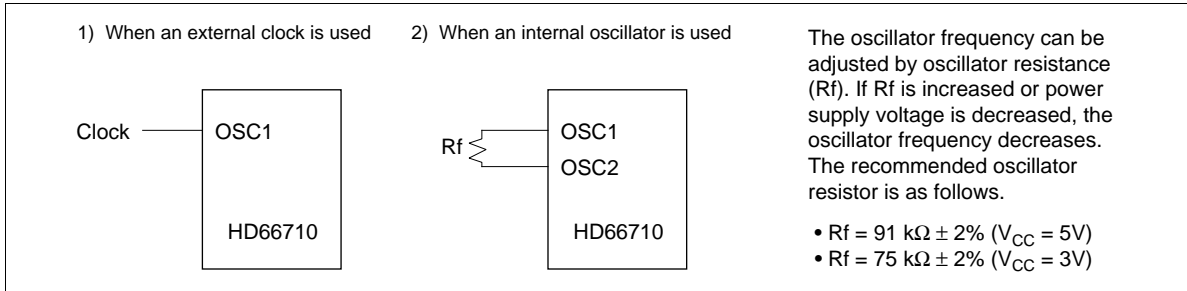 1) When an external clock is used
Clock
OSC1
HD66710
2) When an internal oscillator is used
Rf
OSC1
OSC2
HD66710
The oscillator frequency can be
adjusted by oscillator resistance
(Rf). If Rf is increased or power
supply voltage is decreased, the
oscillator frequency decreases.
The recommended oscillator
resistor is as follows.
• Rf = 91 kΩ ± 2% (VCC = 5V)
• Rf = 75 kΩ ± 2% (VCC = 3V)